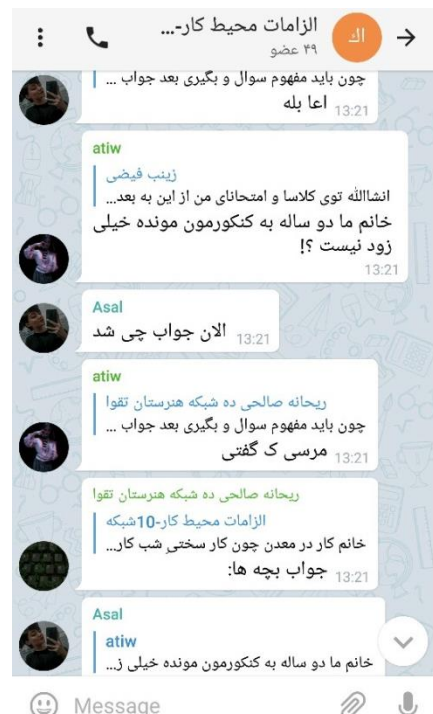 الزامات محیط کار-...
۴۹ عضو
اك
چون باید مفهوم سوال و بگیری بعد جواب ...
اعا بله
13:21
atiw
زینب فیضی
انشاالله توی کلاسا و امتحانای من از این به بعد...
خانم ما دو ساله به کنکورمون مونده خیلی
زود نیست ؟!
13:21
Asal
الان جواب چی شد
13:21
atiw
ریحانه صالحی ده شبکه هنرستان تقوا
چون باید مفهوم سوال و بگیری بعد جواب ...
مرسی ک گفتی
13:21
ریحانه صالحی ده شبکه هنرستان تقوا
الزامات محیط کار-10شبکه
خانم کار در معدن چون کار سختیِ شب کار...
جواب بچه ها:
13:21
Asal
atiw
خانم ما دو ساله به کنکورمون مونده خیلی ز...
Message